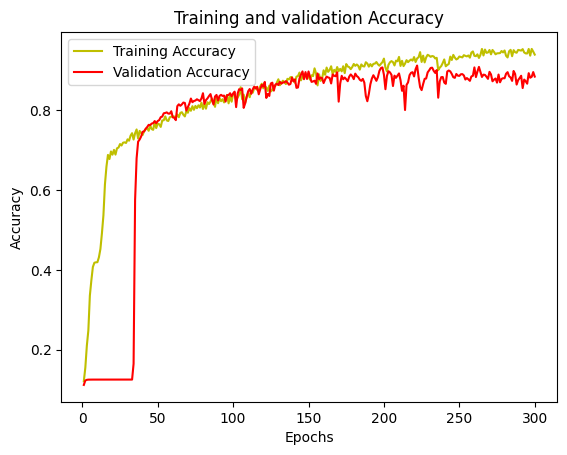 Training and validation Accuracy
Training Accuracy
Validation Accuracy
Accuracy
0.8
0.6
0.4
0.2
0
50
100
150
200
250
300
Epochs